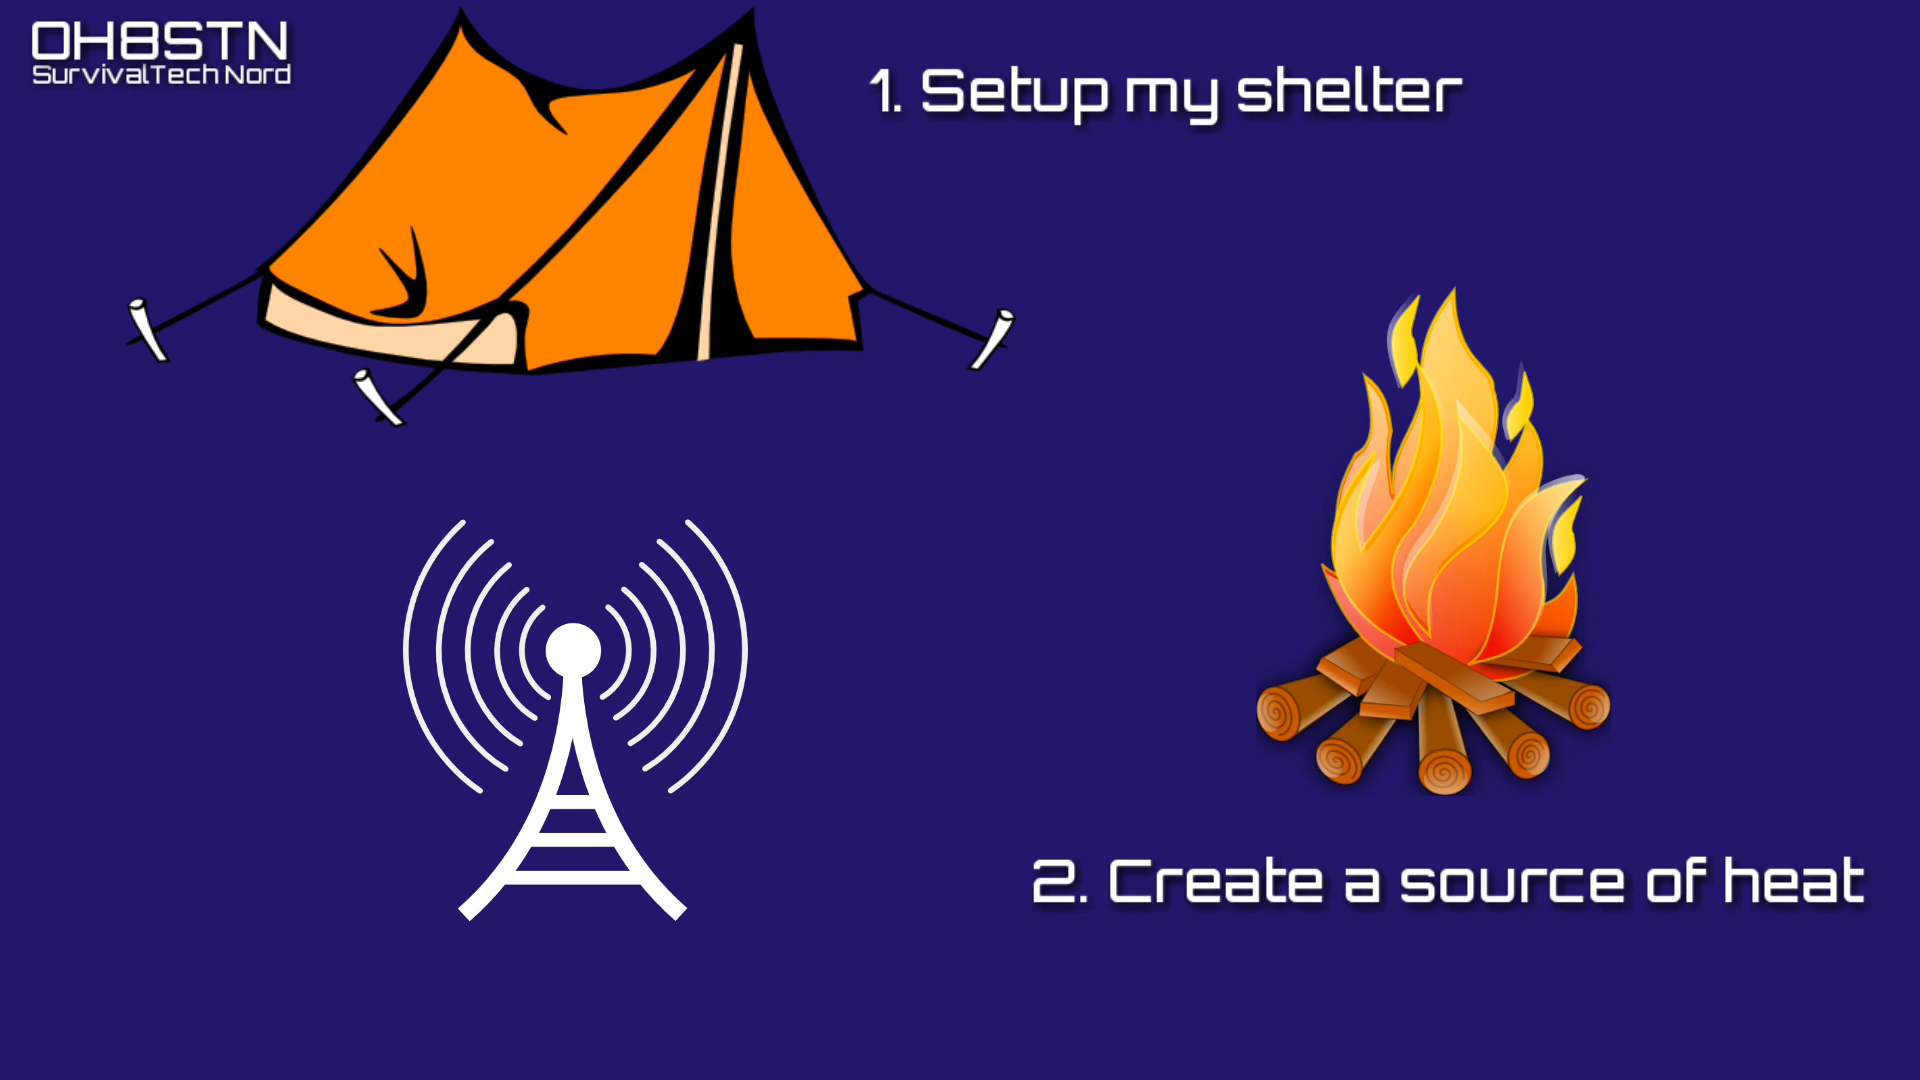 OH8STN
SurvivalTech Nord
1. Setup my shelter
2. Create a source of heat